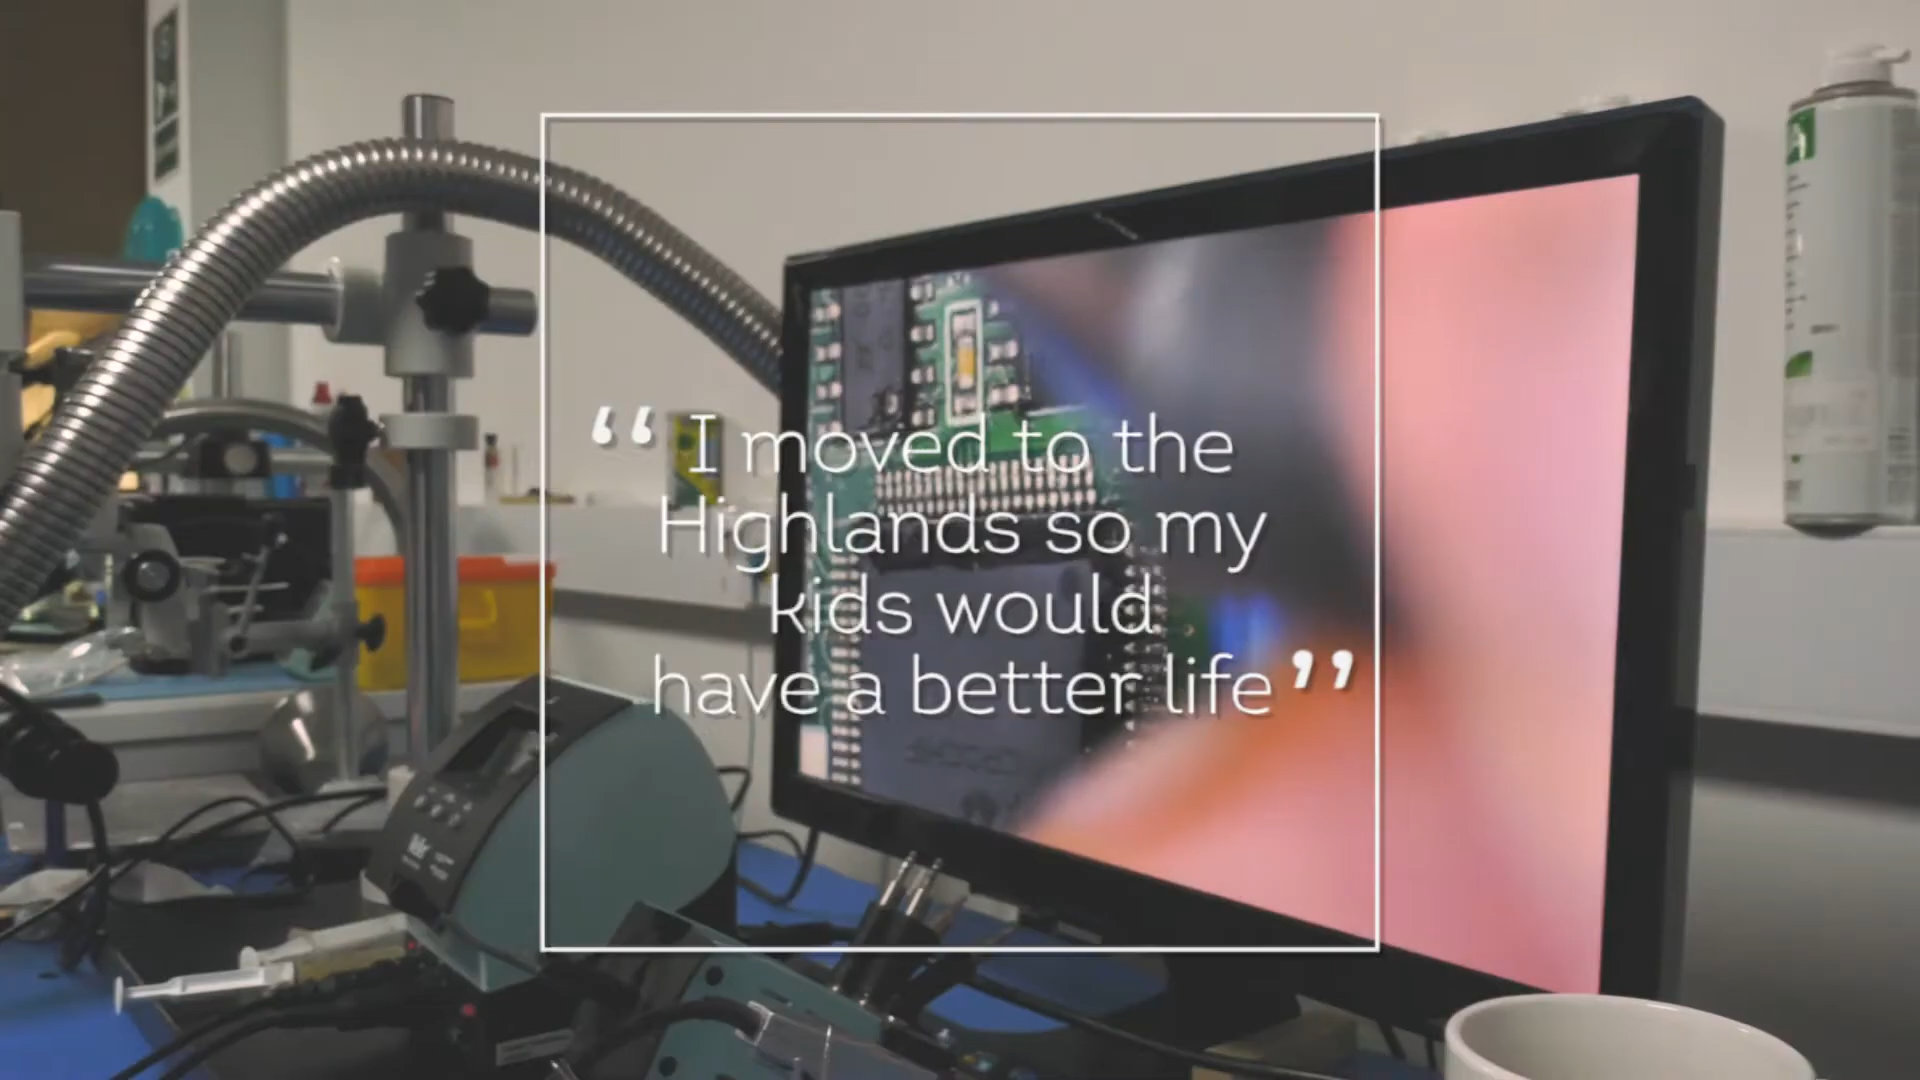 “ I moved to the
Highlands so my
kids would
have a better life ”